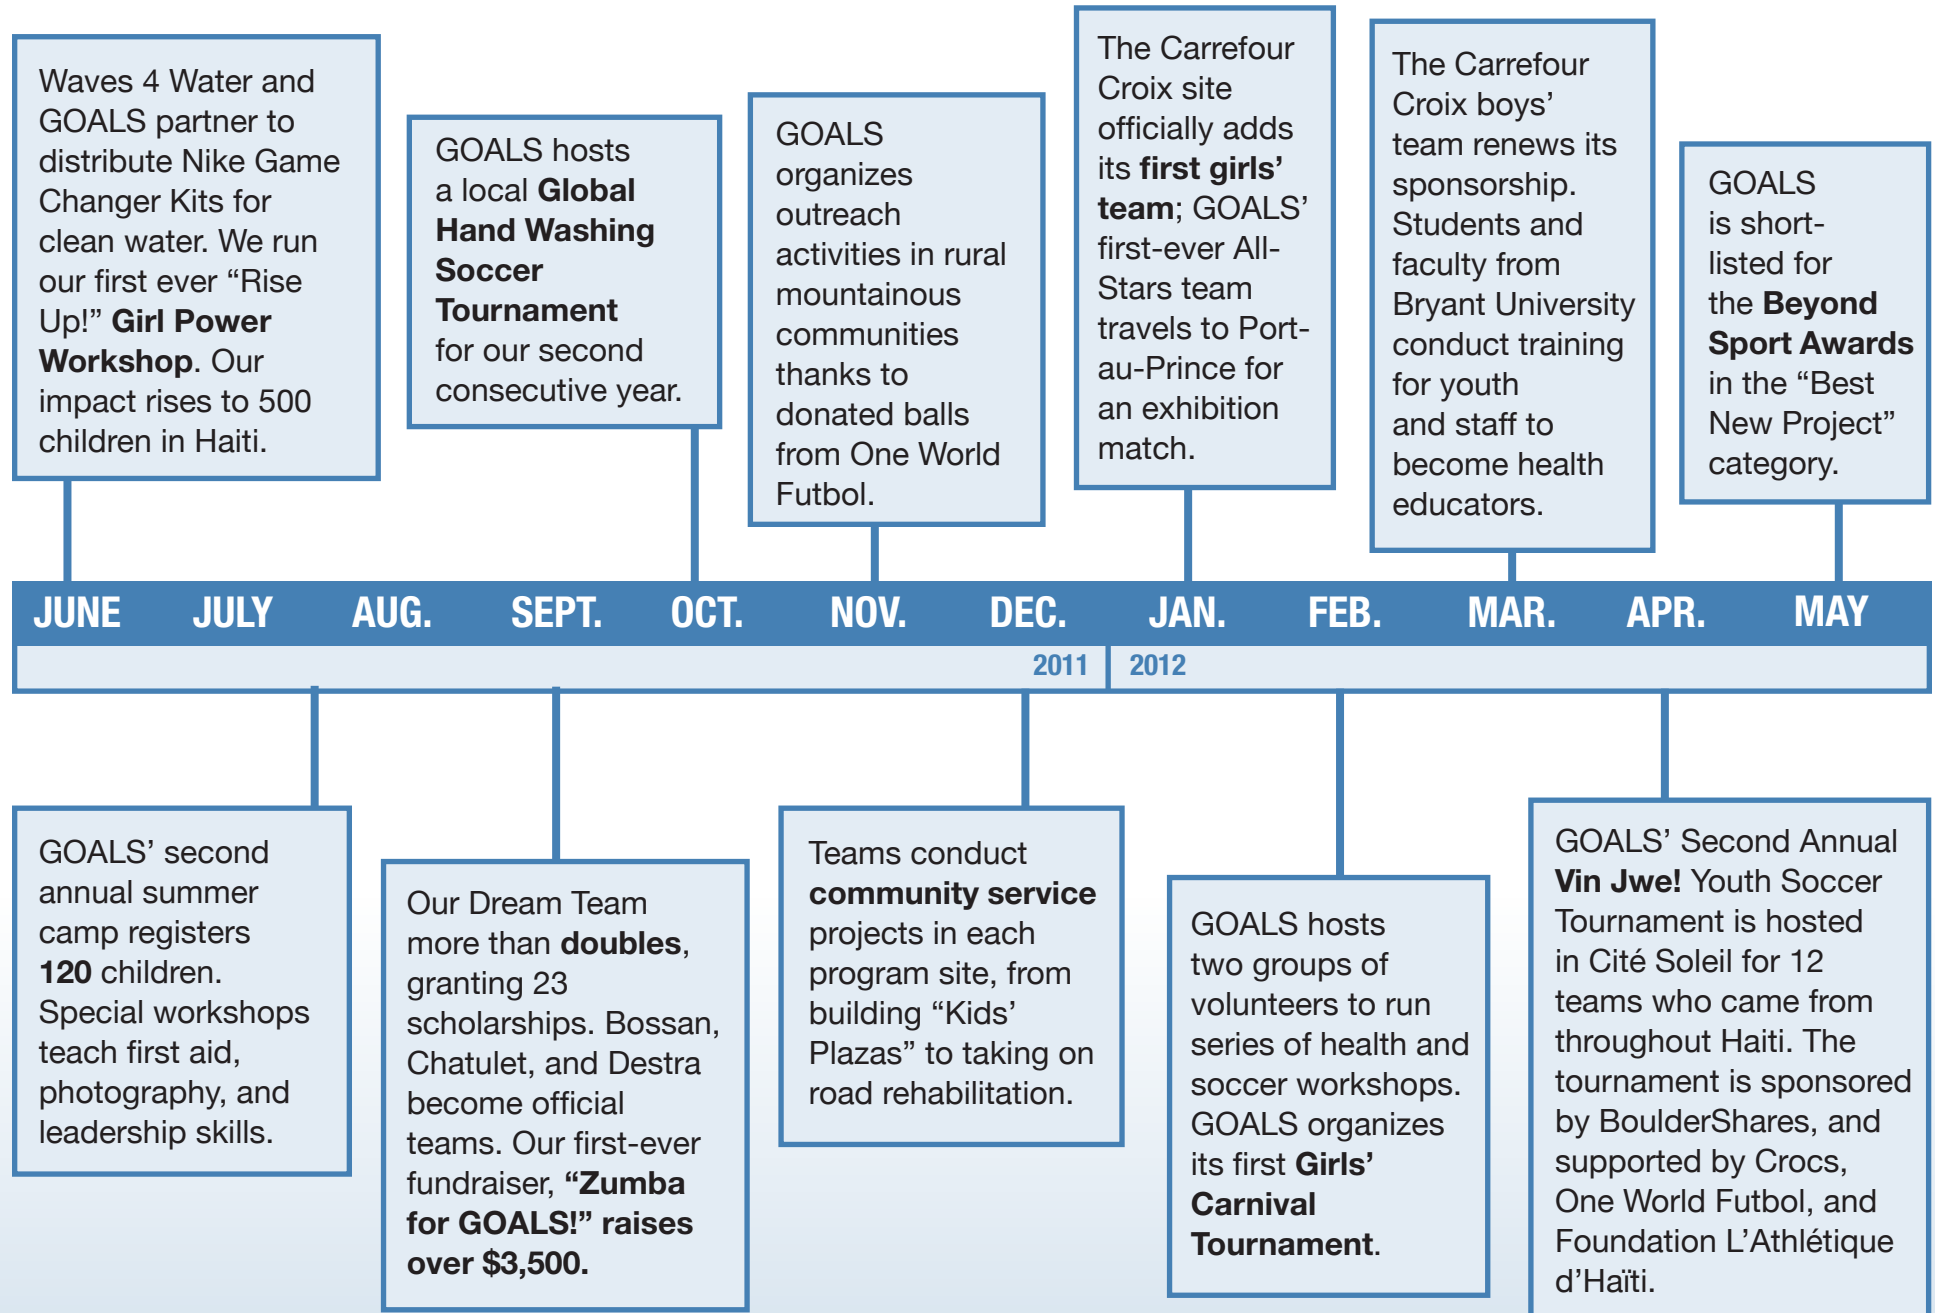 Waves 4 Water and
GOALS partner to
distribute Nike Game
Changer Kits for
clean water. We run
our first ever “Rise
Up!” Girl Power
Workshop. Our
impact rises to 500
children in Haiti.
GOALS hosts
a local Global
Hand Washing
Soccer
Tournament
for our second
consecutive year.
GOALS
organizes
outreach
activities in rural
mountainous
communities
thanks to
donated balls
from One World
Futbol.
The Carrefour
Croix site
officially adds
its first girls’
team; GOALS’
first-ever All-
Stars team
travels to Port-
au-Prince for
an exhibition
match.
The Carrefour
Croix boys’
team renews its
sponsorship.
Students and
faculty from
Bryant University
conduct training
for youth
and staff to
become health
educators.
GOALS
is short-
listed for
the Beyond
Sport Awards
in the “Best
New Project”
category.
JUNE JULY AUG. SEPT. OCT. NOV. DEC. JAN. FEB. MAR. APR. MAY
2011 2012
GOALS’ second
annual summer
camp registers
120 children.
Special workshops
teach first aid,
photography, and
leadership skills.
Our Dream Team
more than doubles,
granting 23
scholarships. Bossan,
Chatulet, and Destra
become official
teams. Our first-ever
fundraiser, “Zumba
for GOALS!” raises
over $3,500.
Teams conduct
community service
projects in each
program site, from
building “Kids’
Plazas” to taking on
road rehabilitation.
GOALS hosts
two groups of
volunteers to run
series of health and
soccer workshops.
GOALS organizes
its first Girls’
Carnival
Tournament.
GOALS’ Second Annual
Vin Jwe! Youth Soccer
Tournament is hosted
in Cité Soleil for 12
teams who came from
throughout Haiti. The
tournament is sponsored
by BoulderShares, and
supported by Crocs,
One World Futbol, and
Foundation L’Athlétique
d’Haïti.